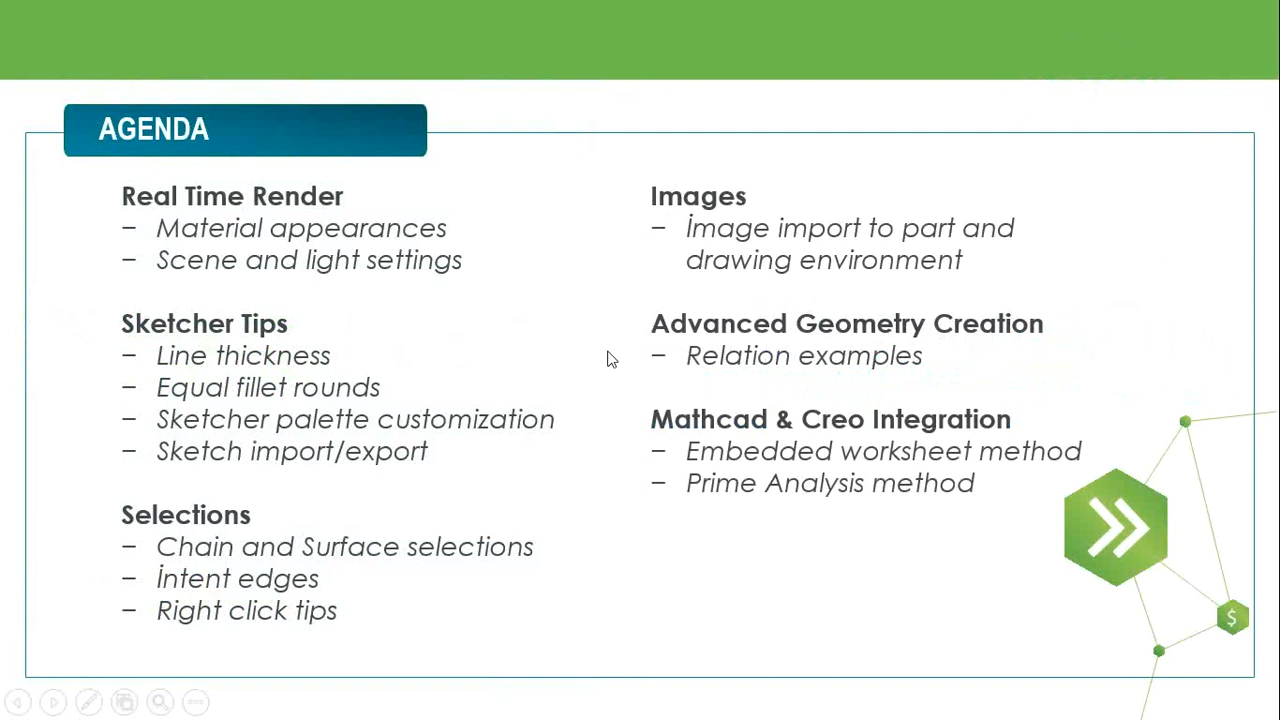 AGENDA
Real Time Render
− Material appearances
− Scene and light settings
Sketcher Tips
− Line thickness
− Equal fillet rounds
− Sketcher palette customization
− Sketch import/export
Selections
− Chain and Surface selections
− İntent edges
− Right click tips
Images
− İmage import to part and
drawing environment
Advanced Geometry Creation
− Relation examples
Mathcad & Creo Integration
− Embedded worksheet method
− Prime Analysis method
$